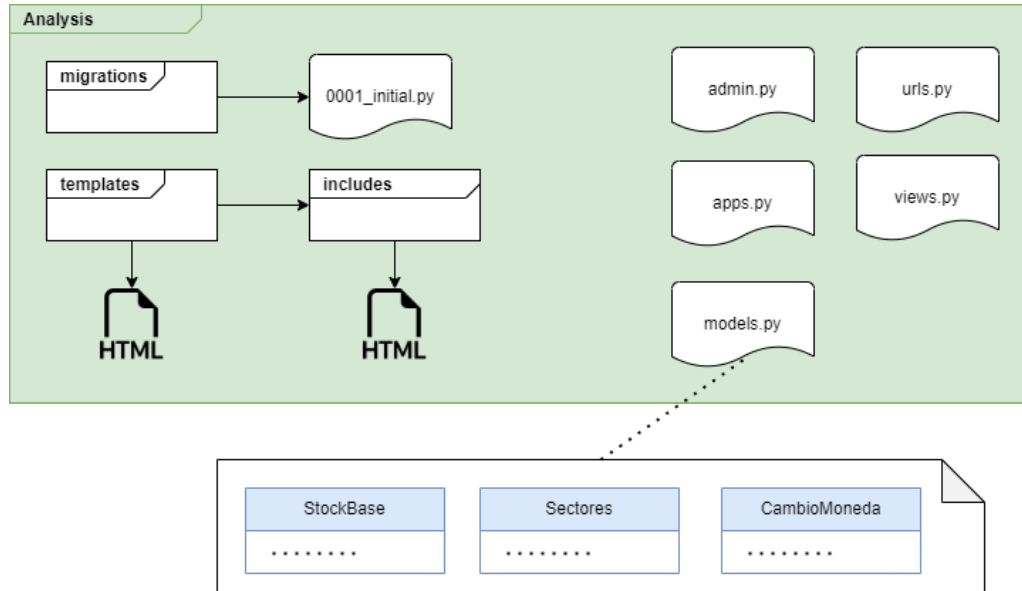 Analysis
migrations
0001_initial.py
admin.py
urls.py
templates
includes
apps.py
views.py
HTML
HTML
models.py
StockBase
Sectores
CambioMoneda